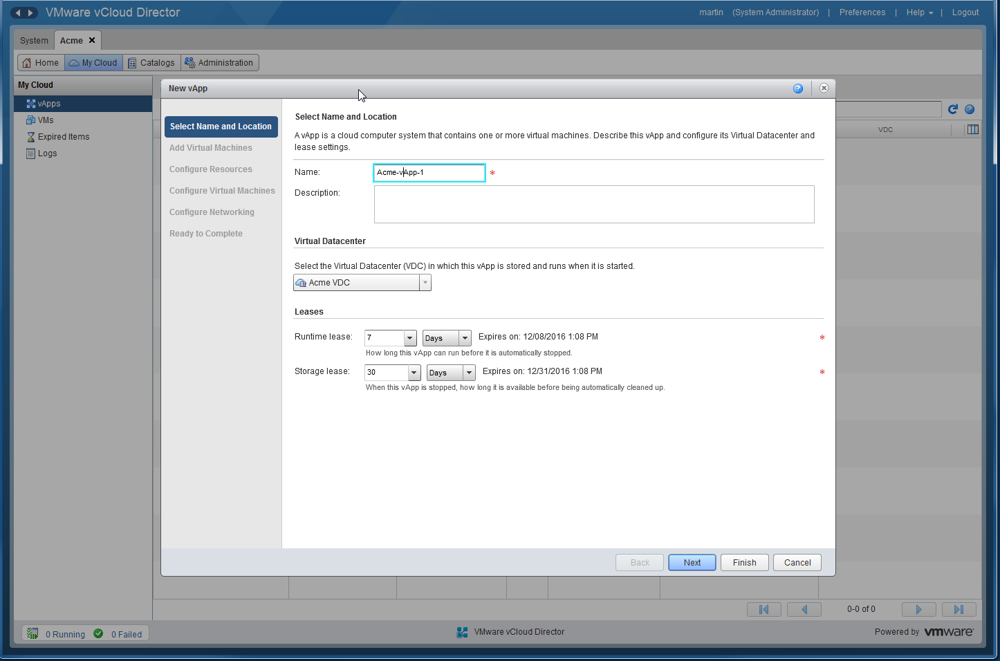 VMware vCloud Director
martin (System Administrator) | Preferences | Help | Logout
System
Acme
Home
My Cloud
Catalogs
Administration
My Cloud
vApps
VMs
Expired Items
Logs
VDC
New vApp
Select Name and Location
Add Virtual Machines
Configure Resources
Configure Virtual Machines
Configure Networking
Ready to Complete
Select Name and Location
A vApp is a cloud computer system that contains one or more virtual machines. Describe this vApp and configure its Virtual Datacenter and
lease settings.
Name: Acme-vApp-1 *
Description:
Virtual Datacenter
Select the Virtual Datacenter (VDC) in which this vApp is stored and runs when it is started.
Acme VDC
Leases
Runtime lease: 7 Days Expires on: 12/08/2016 1:08 PM *
How long this vApp can run before it is automatically stopped.
Storage lease: 30 Days Expires on: 12/31/2016 1:08 PM *
When this vApp is stopped, how long it is available before being automatically cleaned up.
Back
Next
Finish
Cancel
0-0 of 0
0 Running 0 Failed
VMware vCloud Director
Powered by vmware